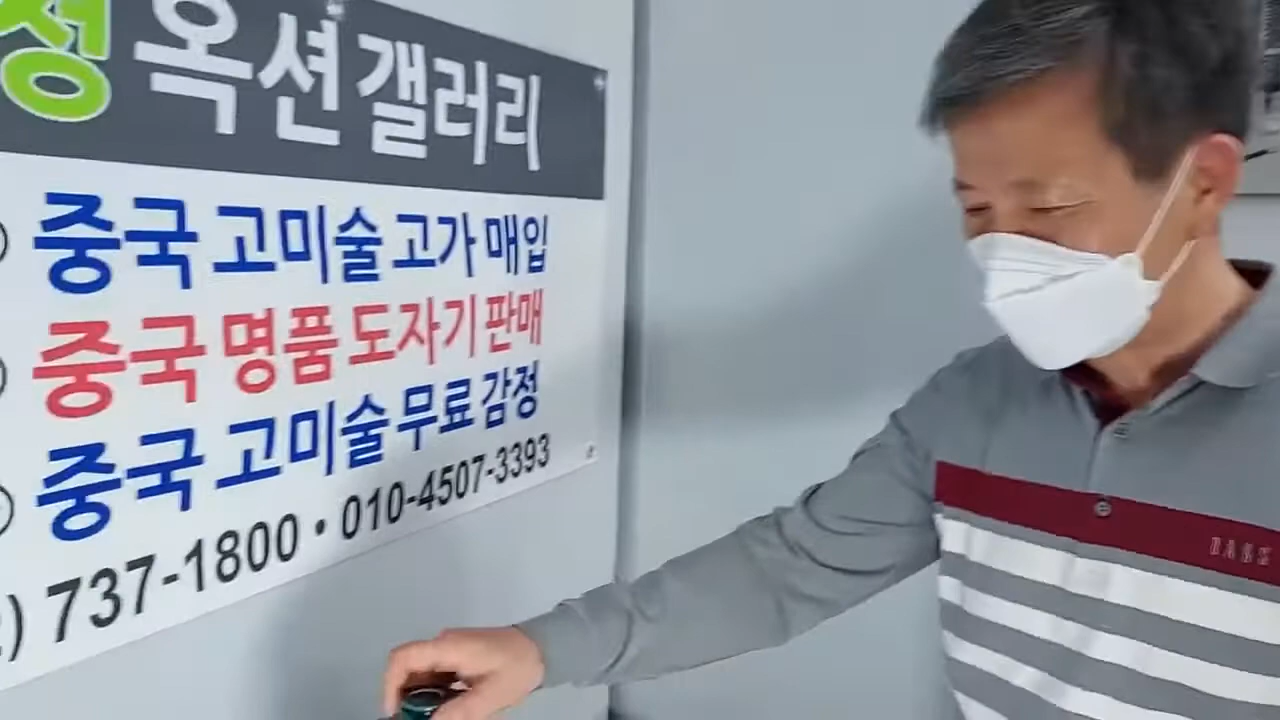 정 옥션 갤러리
중국 고미술 고가 매입
중국 명품 도자기 판매
중국 고미술 무료 감정
) 737-1800 • 010-4507-3393